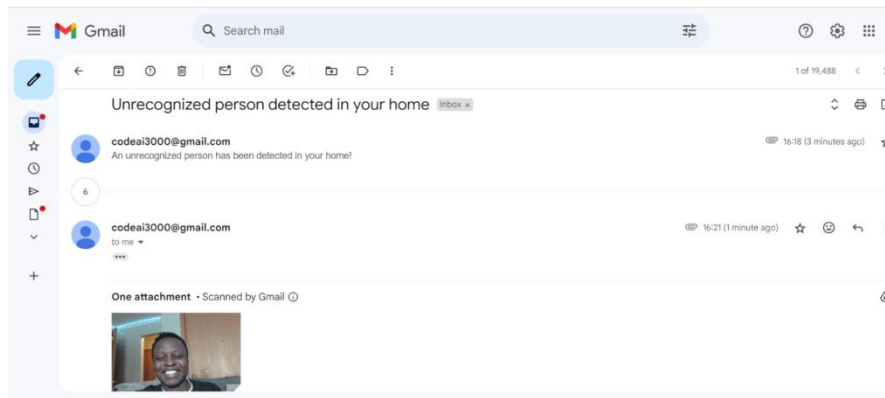 Gmail
Search mail
1 of 19,488
Unrecognized person detected in your home Inbox x
codeai3000@gmail.com 16:18 (3 minutes ago)
An unrecognized person has been detected in your home!
6
codeai3000@gmail.com 16:21 (1 minute ago)
to me
One attachment • Scanned by Gmail